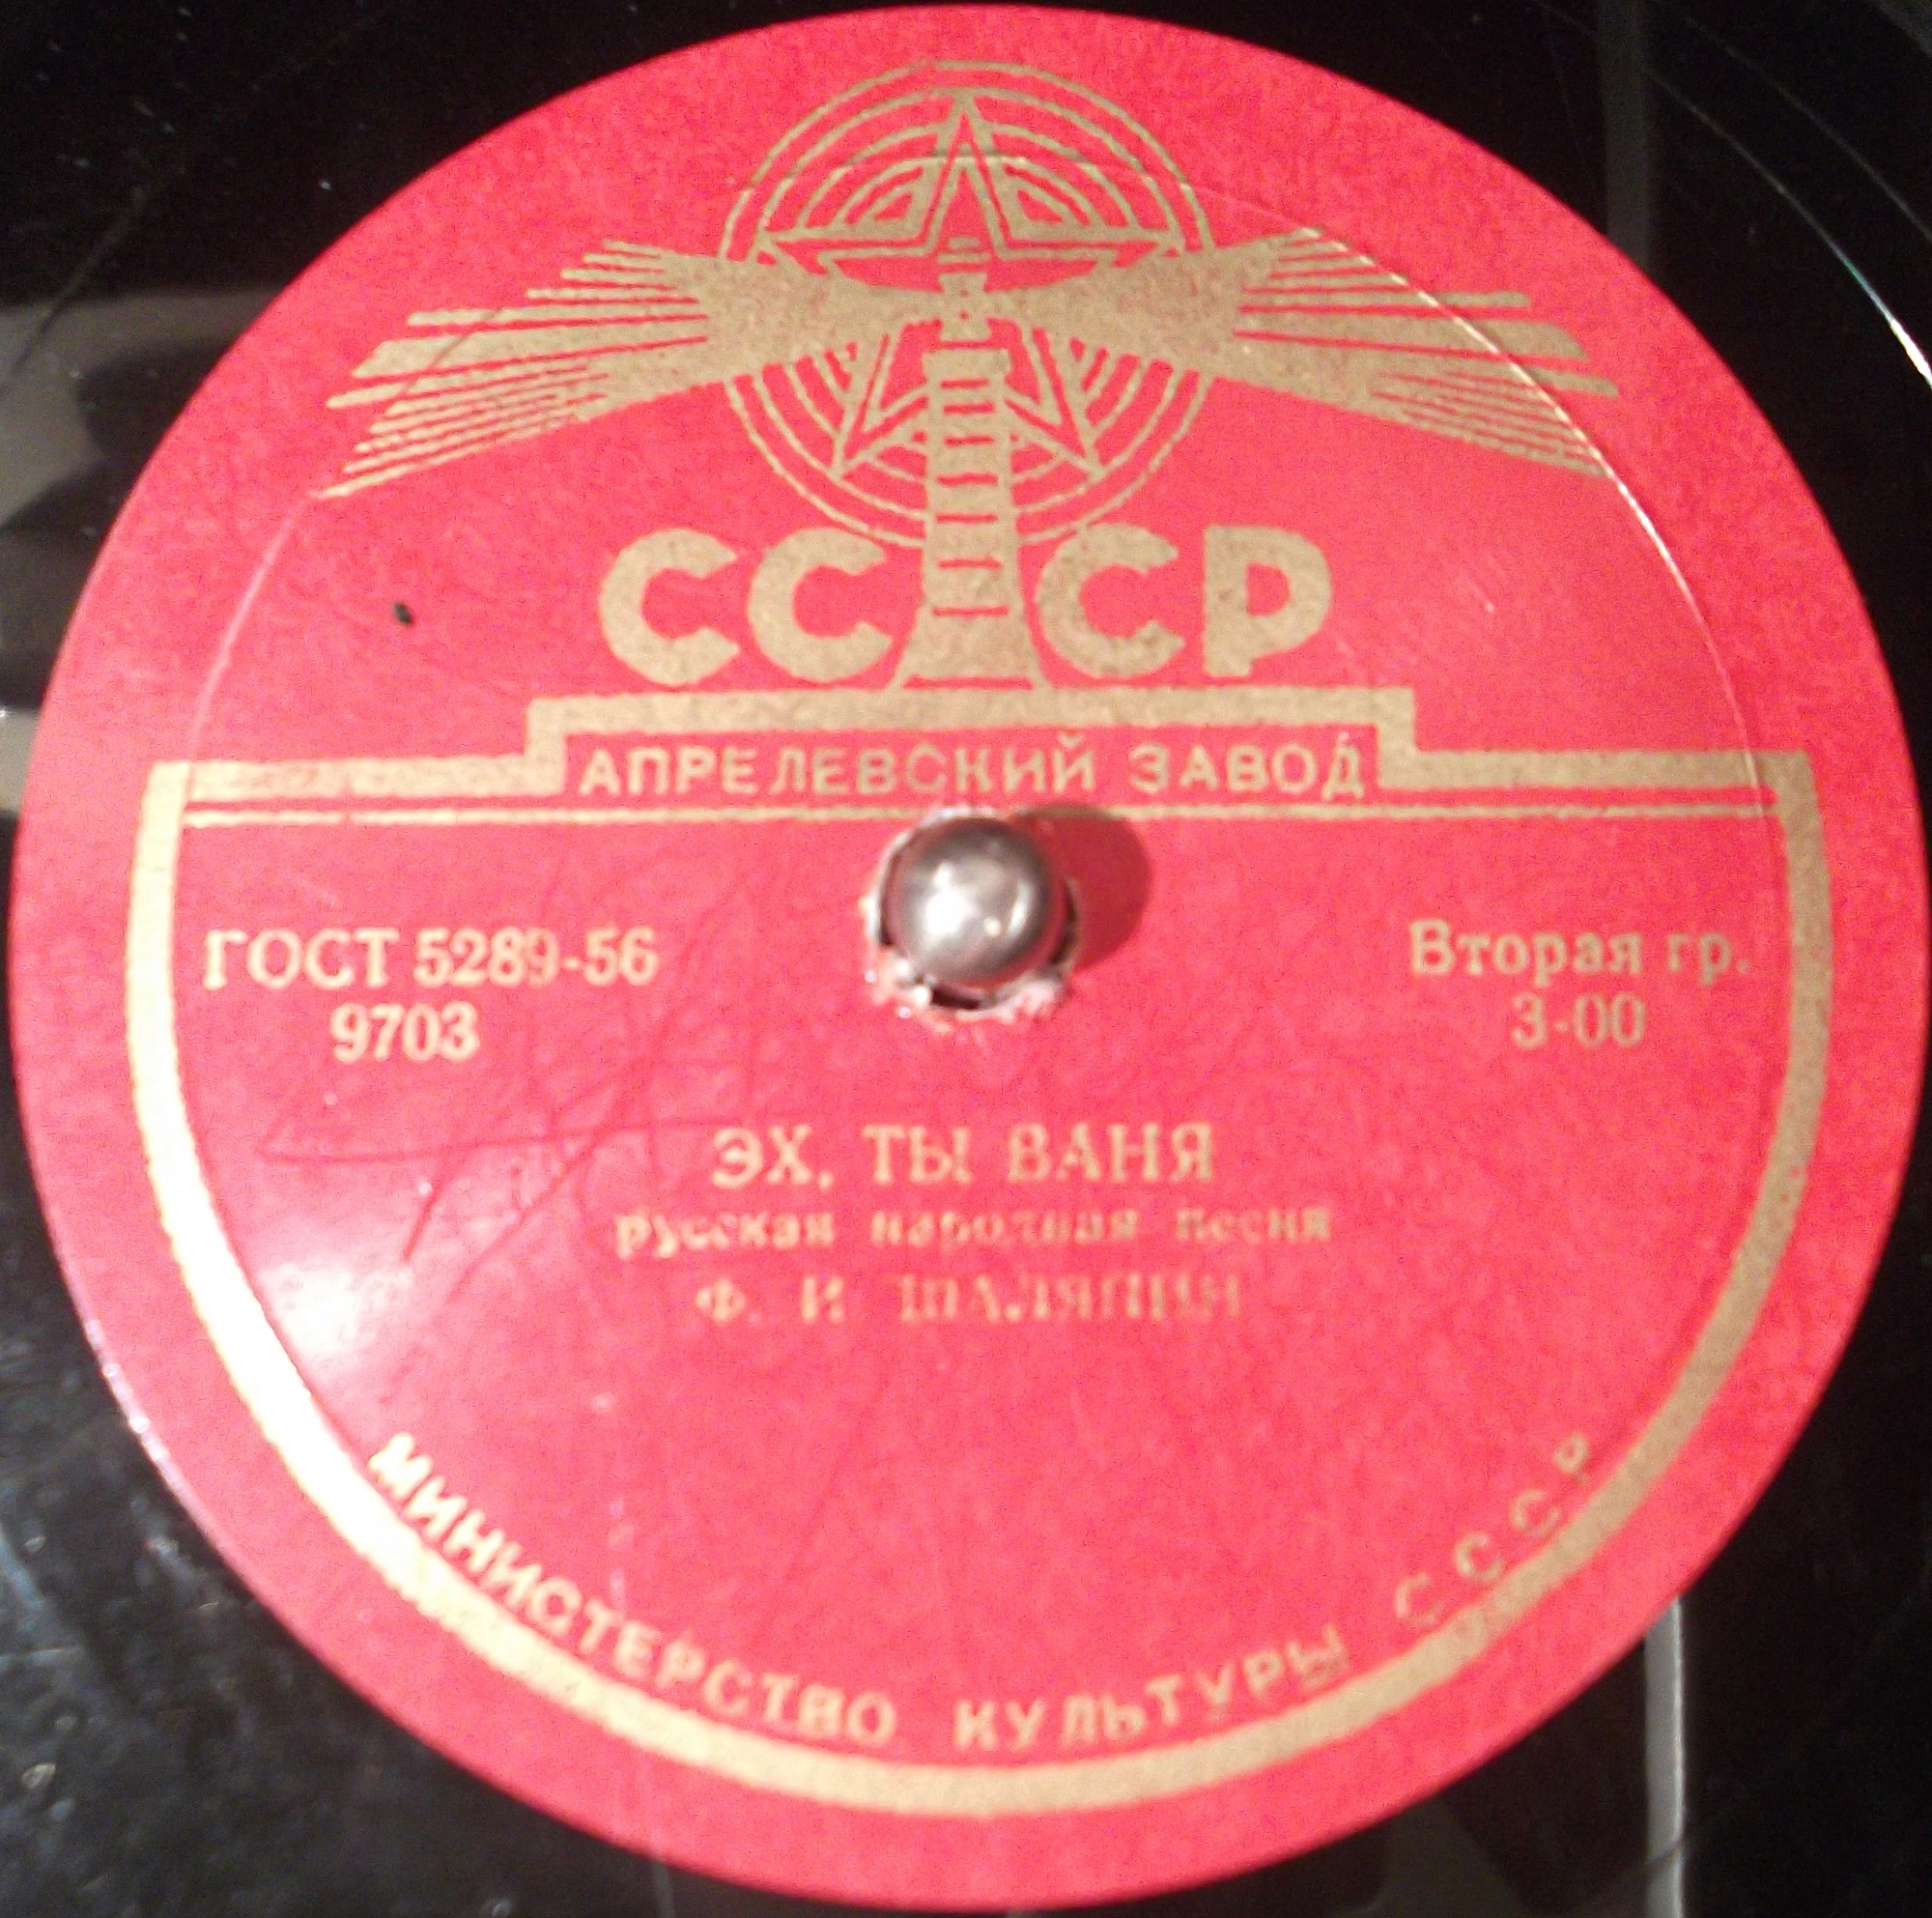 СССР
АПРЕЛЕВСКИЙ ЗАВОД
ГОСТ 5289-56
9703
Вторая гр.
3-00
ЭХ, ТЫ ВАНЯ
русская народная песня
Ф. И ШАЛЯПИН
МИНИСТЕРСТВО КУЛЬТУРЫ СССР